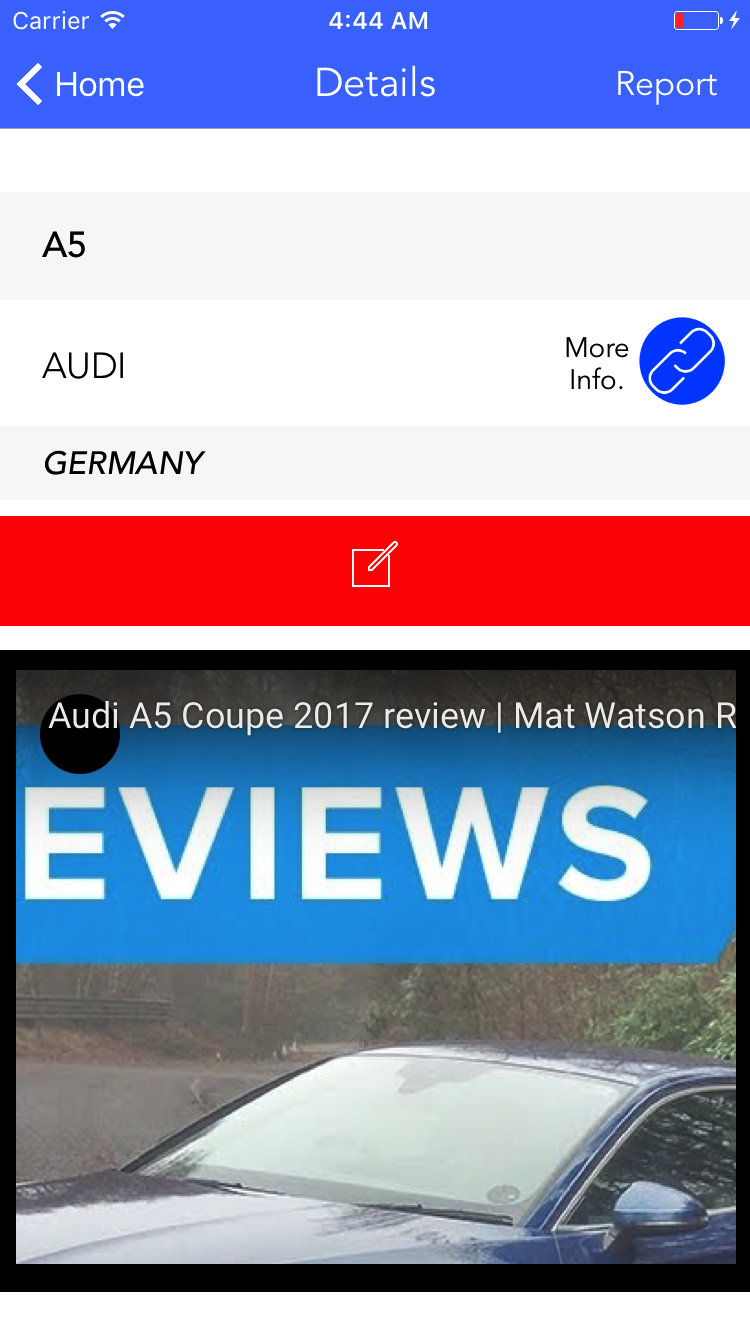 Carrier 4:44 AM
Home Details Report
A5
AUDI
More
Info.
GERMANY
Audi A5 Coupe 2017 review | Mat Watson R
EVIEWS